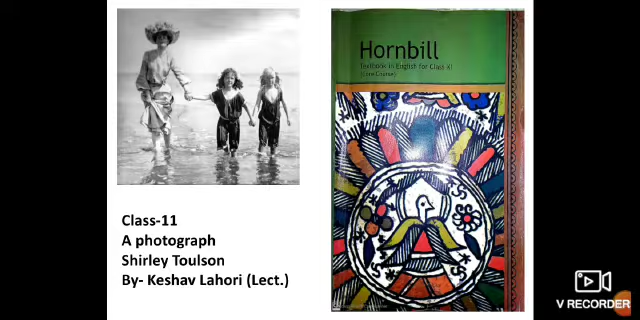 Class-11
A photograph
Shirley Toulson
By- Keshav Lahori (Lect.)
Hornbill
Textbook in English for Class XI
(Core Course)
V RECORDER